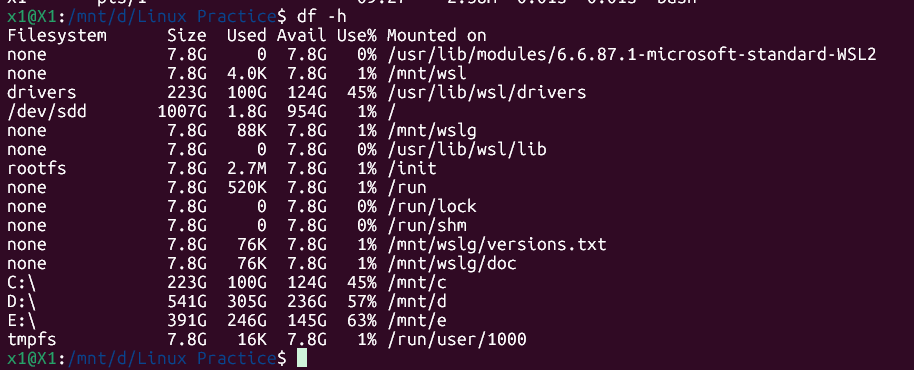 x1@X1:/mnt/d/Linux Practice$ df -h
Filesystem      Size  Used Avail Use% Mounted on
none            7.8G     0  7.8G   0% /usr/lib/modules/6.6.87.1-microsoft-standard-WSL2
none            7.8G  4.0K  7.8G   1% /mnt/wsl
drivers         223G  100G  124G  45% /usr/lib/wsl/drivers
/dev/sdd       1007G  1.8G  954G   1% /
none            7.8G   88K  7.8G   1% /mnt/wslg
none            7.8G     0  7.8G   0% /usr/lib/wsl/lib
rootfs          7.8G  2.7M  7.8G   1% /init
none            7.8G  520K  7.8G   1% /run
none            7.8G     0  7.8G   0% /run/lock
none            7.8G     0  7.8G   0% /run/shm
none            7.8G   76K  7.8G   1% /mnt/wslg/versions.txt
none            7.8G   76K  7.8G   1% /mnt/wslg/doc
C:\             223G  100G  124G  45% /mnt/c
D:\             541G  305G  236G  57% /mnt/d
E:\             391G  246G  145G  63% /mnt/e
tmpfs           7.8G   16K  7.8G   1% /run/user/1000
x1@X1:/mnt/d/Linux Practice$